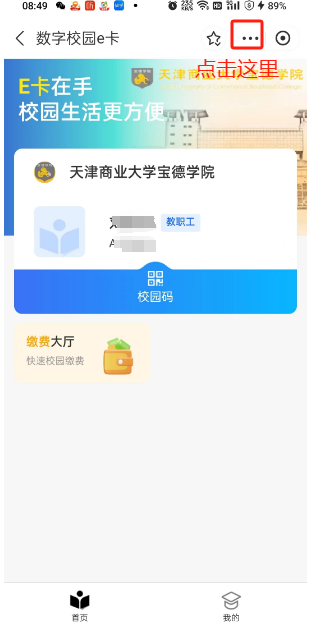 08:49
89%
数字校园e卡
点击这里
天津商业大学宝德学院
E卡在手
校园生活更方便
天津商业大学宝德学院
教职工
校园码
缴费大厅
快速校园缴费
首页
我的